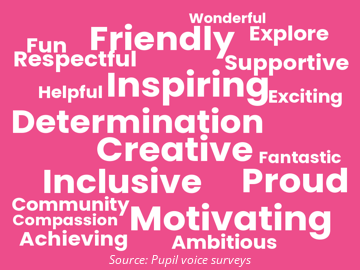 Wonderful
Friendly
Explore
Fun
Respectful
Supportive
Inspiring
Helpful
Exciting
Determination
Creative
Fantastic
Inclusive
Proud
Community
Motivating
Compassion
Achieving
Ambitious
Source: Pupil voice surveys